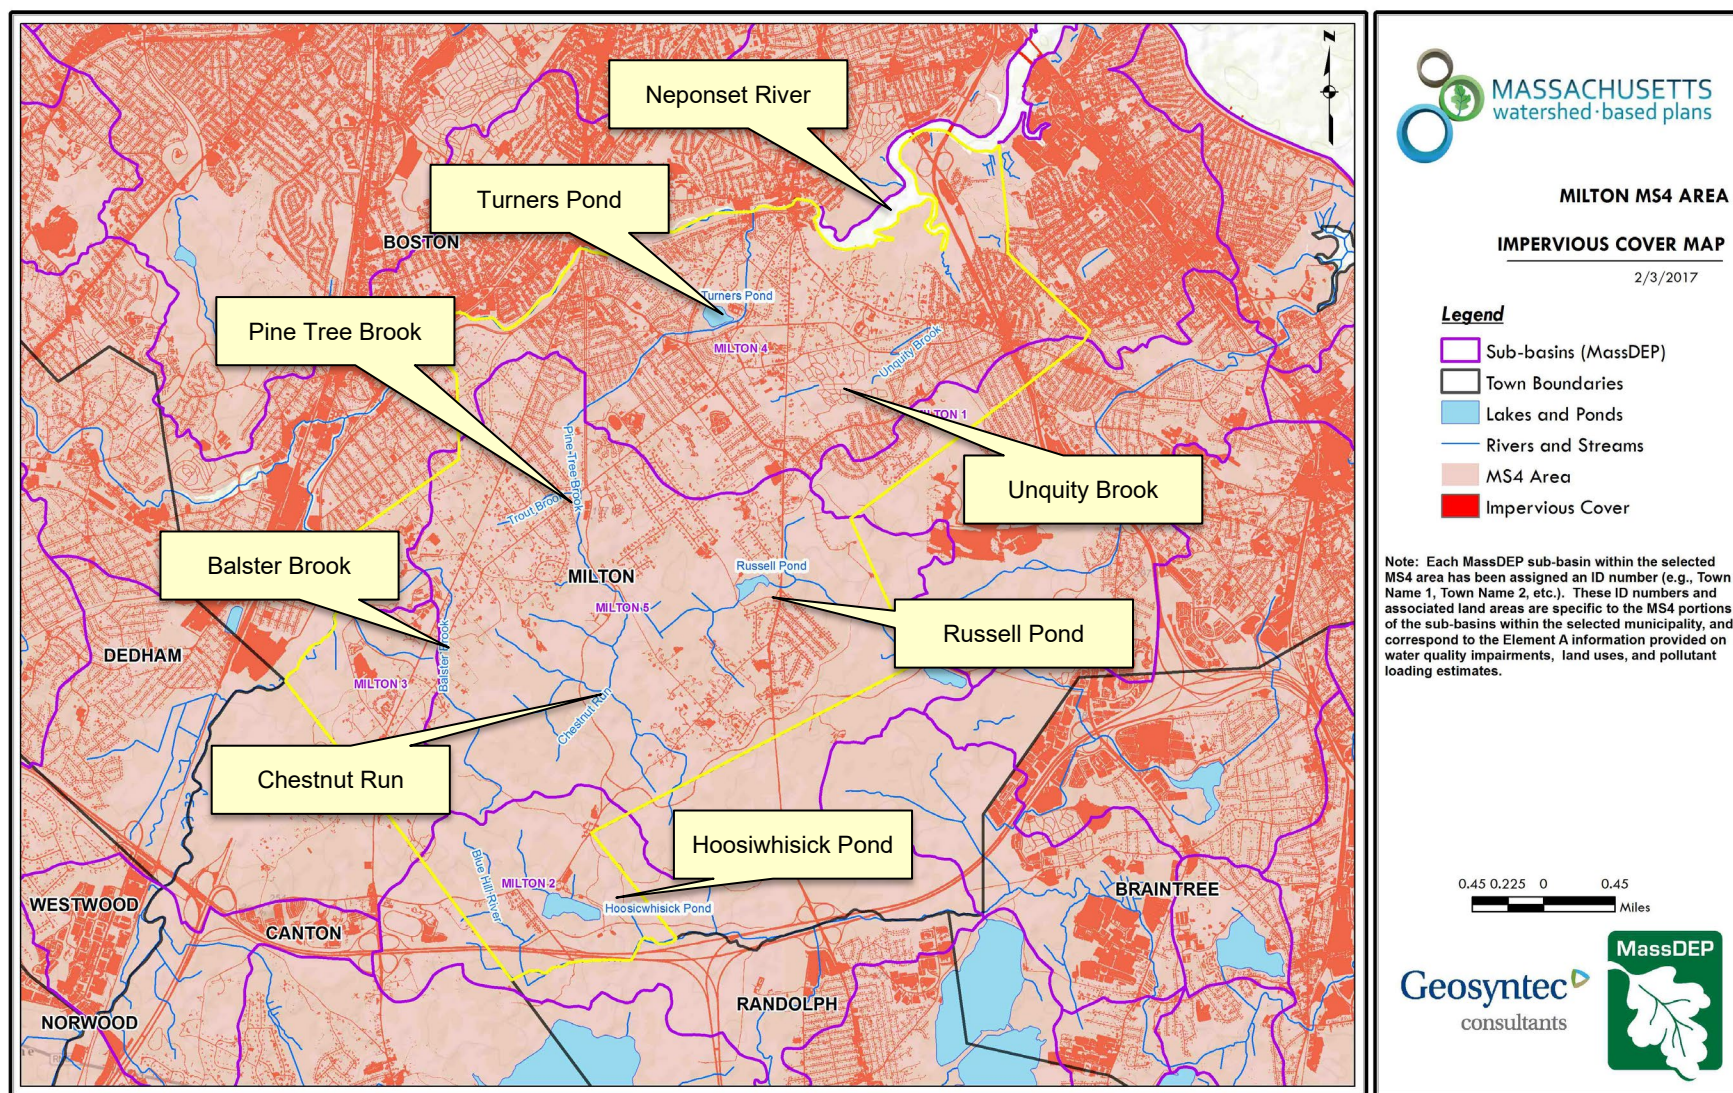 Neponset River
Turners Pond
BOSTON
Turners Pond
Pine Tree Brook
MILTON 4
Unquity Brook
MILTON 1
Pine Tree Brook
Unquity Brook
Trout Brook
Balster Brook
Russell Pond
MILTON
MILTON 5
Russell Pond
DEDHAM
Balster Brook
MILTON 3
Chestnut Run
Chestnut Run
Hoosiwhisick Pond
Blue Hill River
MILTON 2
Hoosicwhisick Pond
BRAINTREE
WESTWOOD
CANTON
RANDOLPH
NORWOOD
N
MASSACHUSETTS
watershed·based plans
MILTON MS4 AREA
IMPERVIOUS COVER MAP
2/3/2017
Legend
Sub-basins (MassDEP)
Town Boundaries
Lakes and Ponds
Rivers and Streams
MS4 Area
Impervious Cover
Note: Each MassDEP sub-basin within the selected
MS4 area has been assigned an ID number (e.g., Town
Name 1, Town Name 2, etc.). These ID numbers and
associated land areas are specific to the MS4 portions
of the sub-basins within the selected municipality, and
correspond to the Element A information provided on
water quality impairments, land uses, and pollutant
loading estimates.
0.45 0.225 0 0.45
Miles
Geosyntec
consultants
MassDEP